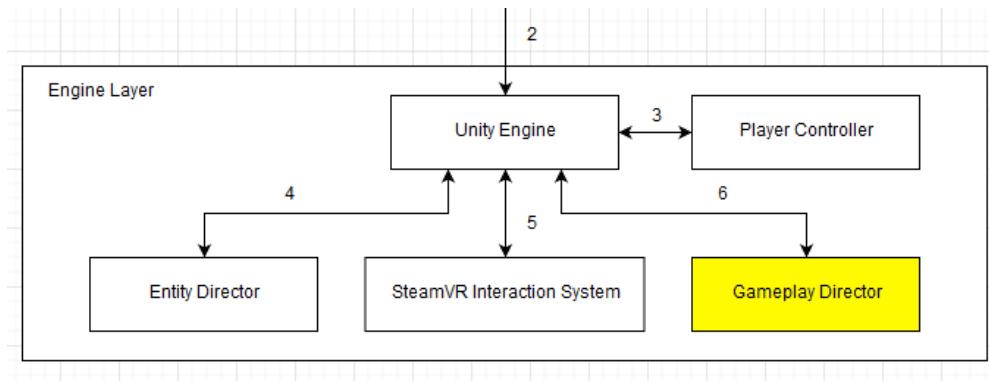 2
Engine Layer
Unity Engine
3
Player Controller
4
5
6
Entity Director
SteamVR Interaction System
Gameplay Director